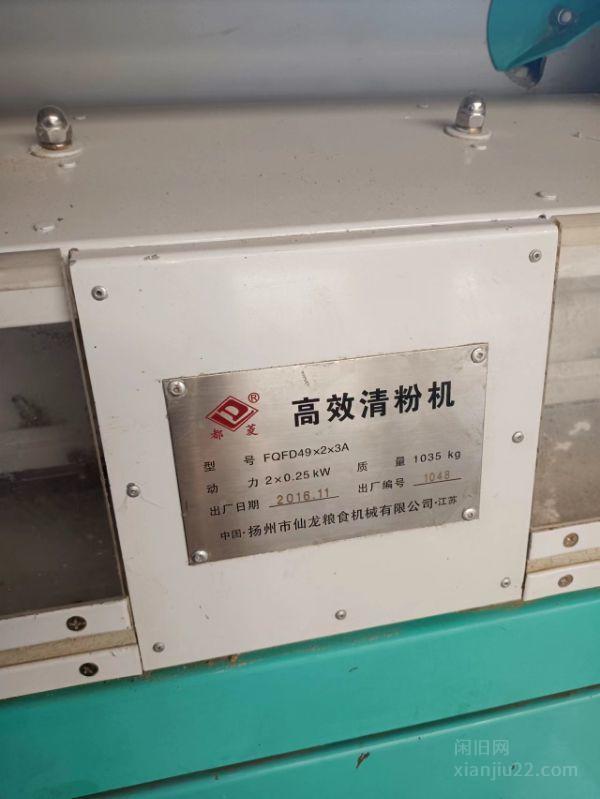 D®
都菱
高效清粉机
型号 FQFD49×2×3A
动力 2×0.25kW 质量 1035 kg
出厂日期 2016.11 出厂编号 1048
中国·扬州市仙龙粮食机械有限公司·江苏
闲旧网
xianjiu22.com